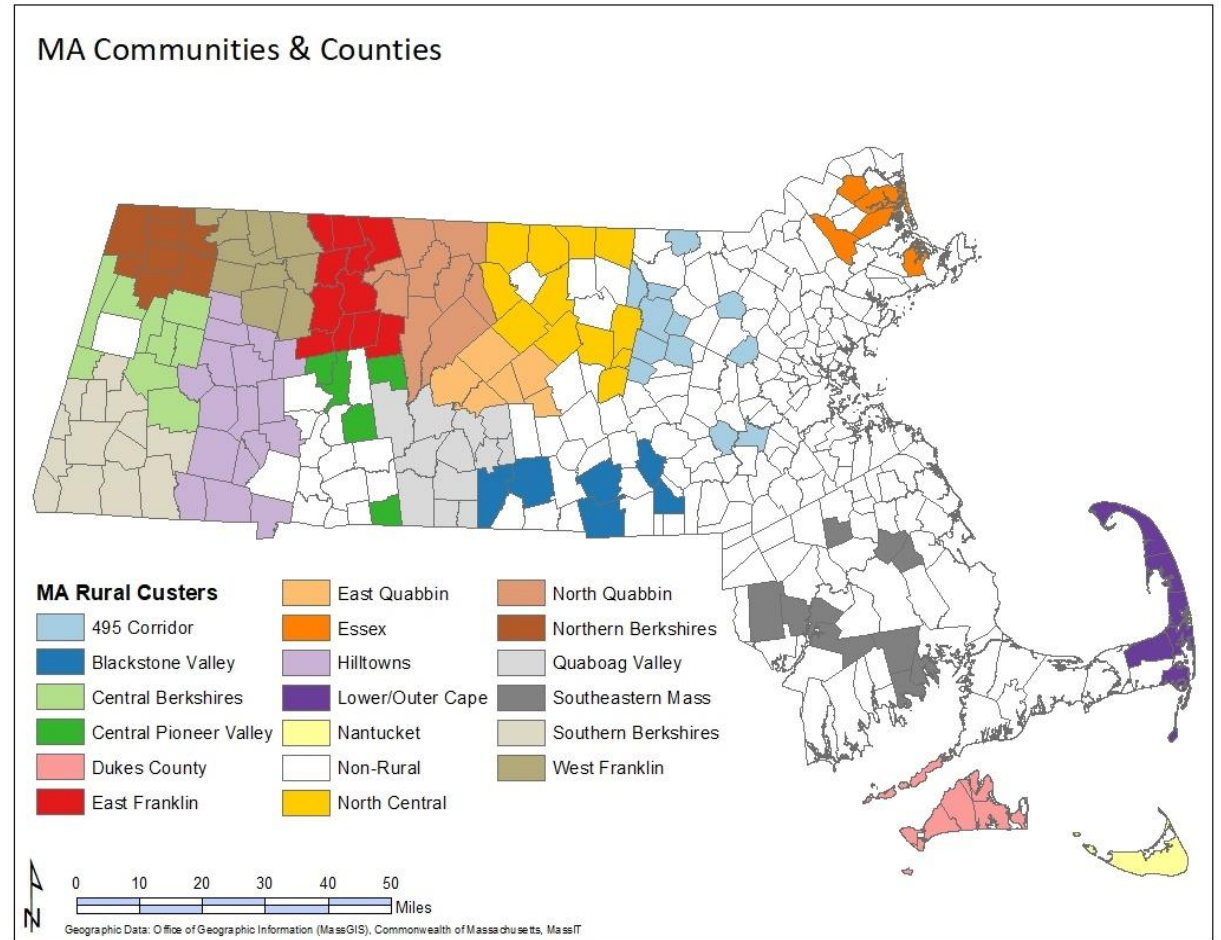 MA Communities & Counties
MA Rural Custers
495 Corridor
Blackstone Valley
Central Berkshires
Central Pioneer Valley
Dukes County
East Franklin
East Quabbin
Essex
Hilltowns
Lower/Outer Cape
Nantucket
Non-Rural
North Central
North Quabbin
Northern Berkshires
Quaboag Valley
Southeastern Mass
Southern Berkshires
West Franklin
N
0 10 20 30 40 50
Miles
Geographic Data: Office of Geographic Information (MassGIS), Commonwealth of Massachusetts, MassIT